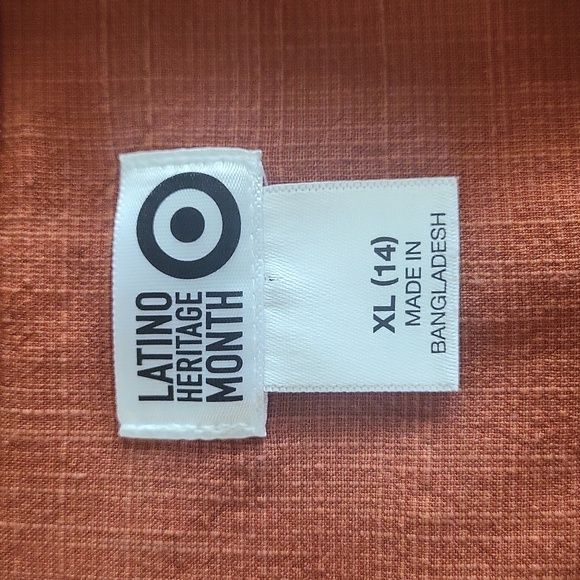 LATINO
HERITAGE
MONTH
XL (14)
MADE IN
BANGLADESH